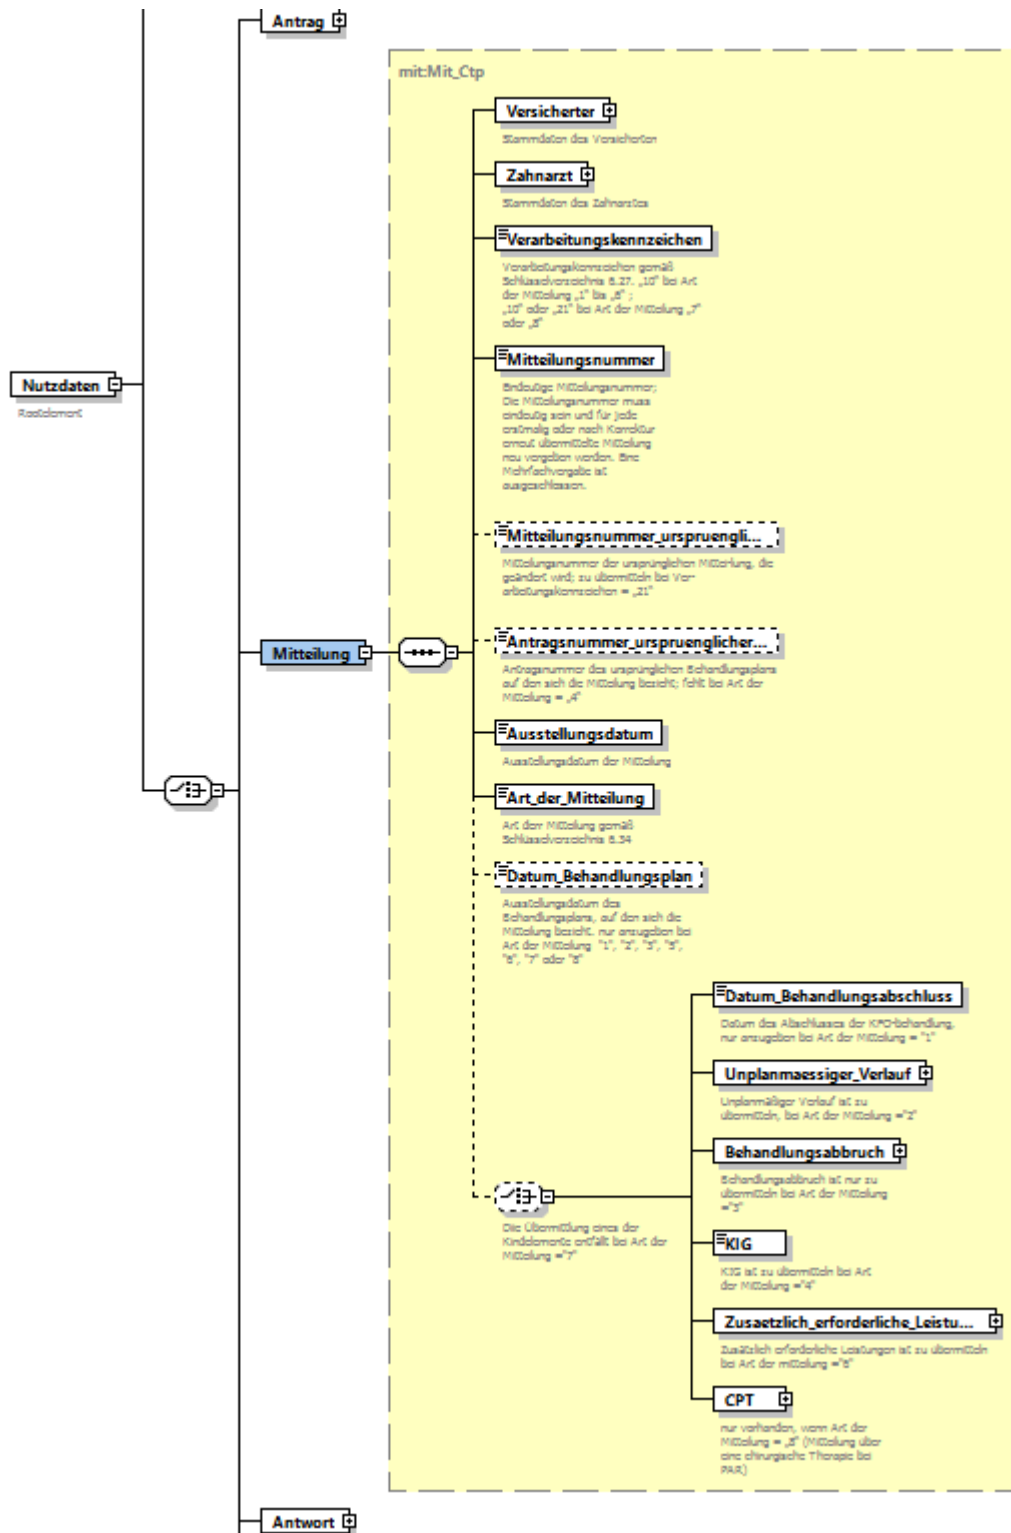 Antrag
mit:Mit_Ctp
Versicherter
Stammdaten des Versicherten
Zahnarzt
Stammdaten des Zahnarztes
Verarbeitungskennzeichen
Verarbeitungskennzeichen gemäß
Schlüsselverzeichnis 6.27. „10" bei Art
der Mitteilung „1" bis „6" ;
„10" oder „21" bei Art der Mitteilung „7"
oder „8"
Mitteilungsnummer
Eindeutige Mitteilungsnummer;
Die Mitteilungsnummer muss
eindeutig sein und für jede
erstmalig oder nach Korrektur
erneut übermittelte Mitteilung
neu vergeben werden. Eine
Mehrfachvergabe ist
ausgeschlossen.
Nutzdaten
Rootelement
Mitteilungsnummer_urspruengli...
Mitteilungsnummer der ursprünglichen Mitteilung, die
geändert wird; zu übermitteln bei Ver-
arbeitungskennzeichen = „21"
Mitteilung
Antragsnummer_urspruenglicher...
Antragsnummer des ursprünglichen Behandlungsplans
auf den sich die Mitteilung bezieht; fehlt bei Art der
Mitteilung = „4"
Ausstellungsdatum
Ausstellungsdatum der Mitteilung
Art_der_Mitteilung
Art derr Mitteilung gemäß
Schlüsselverzeichnis 6.34
Datum_Behandlungsplan
Ausstellungsdatum des
Behandlungsplans, auf den sich die
Mitteilung bezieht. nur anzugeben bei
Art der Mitteilung "1", "2", "3", "5",
"6", "7" oder "8"
Datum_Behandlungsabschluss
Datum des Abschlusses der KFO-behandlung,
nur anzugeben bei Art der Mitteilung = "1"
Unplanmaessiger_Verlauf
Unplanmäßiger Verlauf ist zu
übermitteln, bei Art der Mitteilung ="2"
Behandlungsabbruch
Behandlungsabbruch ist nur zu
übermitteln bei Art der Mitteilung
="3"
Die Übermittlung eines der
Kindelemente entfällt bei Art der
Mitteilung ="7"
KIG
KIG ist zu übermitteln bei Art
der Mitteilung ="4"
Zusaetzlich_erforderliche_Leistu...
Zusätzlich erforderliche Leistungen ist zu übermitteln
bei Art der mitteilung ="6"
CPT
nur vorhanden, wenn Art der
Mitteilung = „8" (Mitteilung über
eine chirurgische Therapie bei
PAR)
Antwort